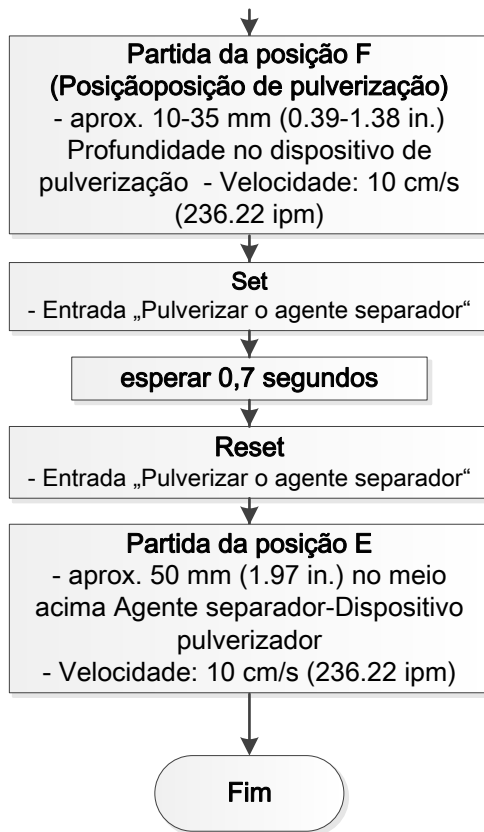 Partida da posição F
(Posiçãoposição de pulverização)
- aprox. 10-35 mm (0.39-1.38 in.)
Profundidade no dispositivo de
pulverização - Velocidade: 10 cm/s
(236.22 ipm)
Set
- Entrada „Pulverizar o agente separador“
esperar 0,7 segundos
Reset
- Entrada „Pulverizar o agente separador“
Partida da posição E
- aprox. 50 mm (1.97 in.) no meio
acima Agente separador-Dispositivo
pulverizador
- Velocidade: 10 cm/s (236.22 ipm)
Fim